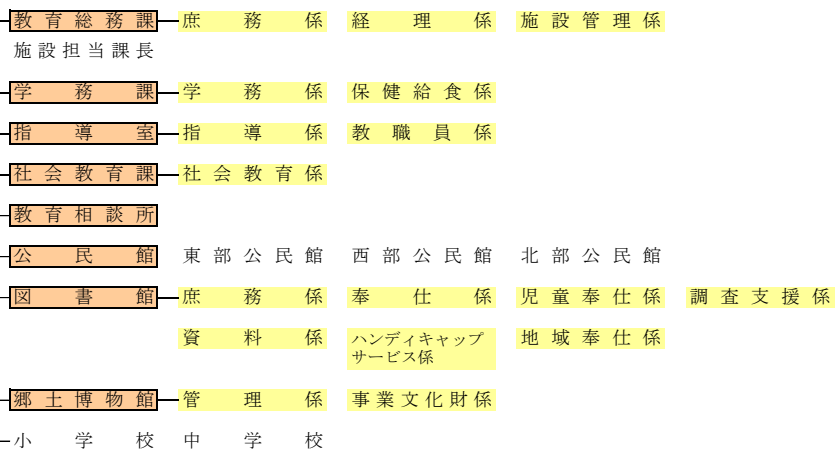 教育総務課 庶務係 経理係 施設管理係
施設担当課長
学務課 学務係 保健給食係
指導室 指導係 教職員係
社会教育課 社会教育係
教育相談所
公民館 東部公民館 西部公民館 北部公民館
図書館 庶務係 奉仕係 児童奉仕係 調査支援係
資料係 ハンディキャップ 地域奉仕係
サービス係
郷土博物館 管理係 事業文化財係
小学校 中学校